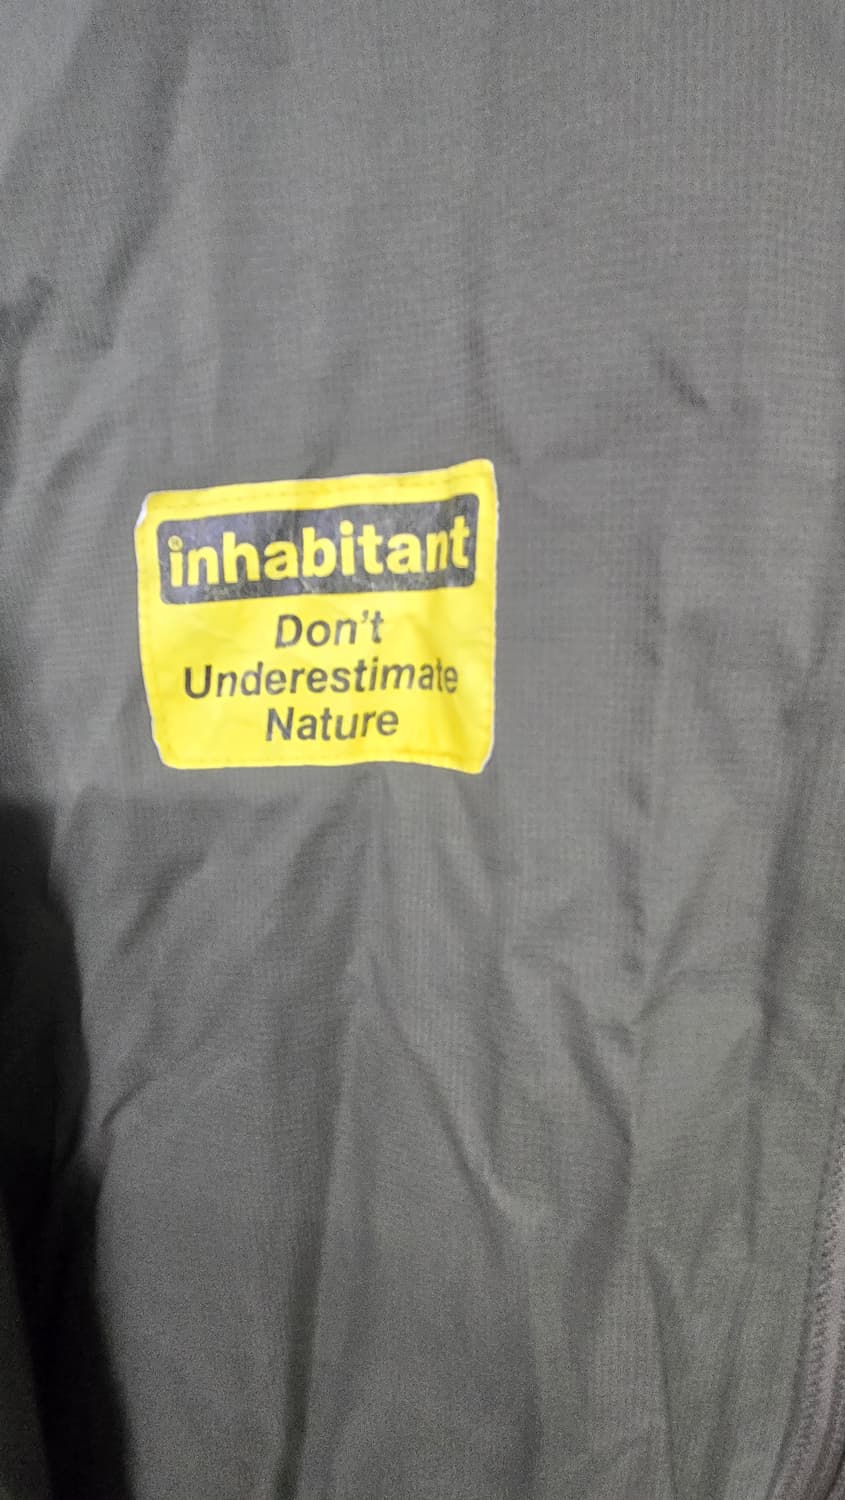 inhabitant
Don't
Underestimate
Nature